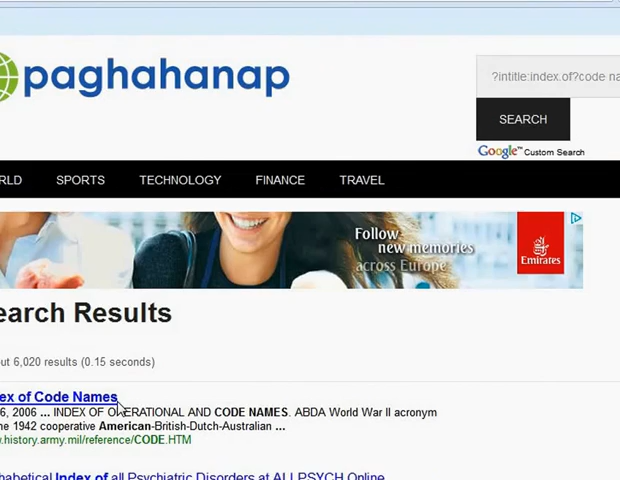 paghahanap
?intitle:index.of?code na
SEARCH
Google™ Custom Search
RLD SPORTS TECHNOLOGY FINANCE TRAVEL
Follow
new memories
across Europe
Emirates
earch Results
ut 6,020 results (0.15 seconds)
ex of Code Names
6, 2006 ... INDEX OF OPERATIONAL AND CODE NAMES. ABDA World War II acronym
ne 1942 cooperative American-British-Dutch-Australian ...
w.history.army.mil/reference/CODE.HTM
habetical Index of all Psychiatric Disorders at ALLPSYCH Online